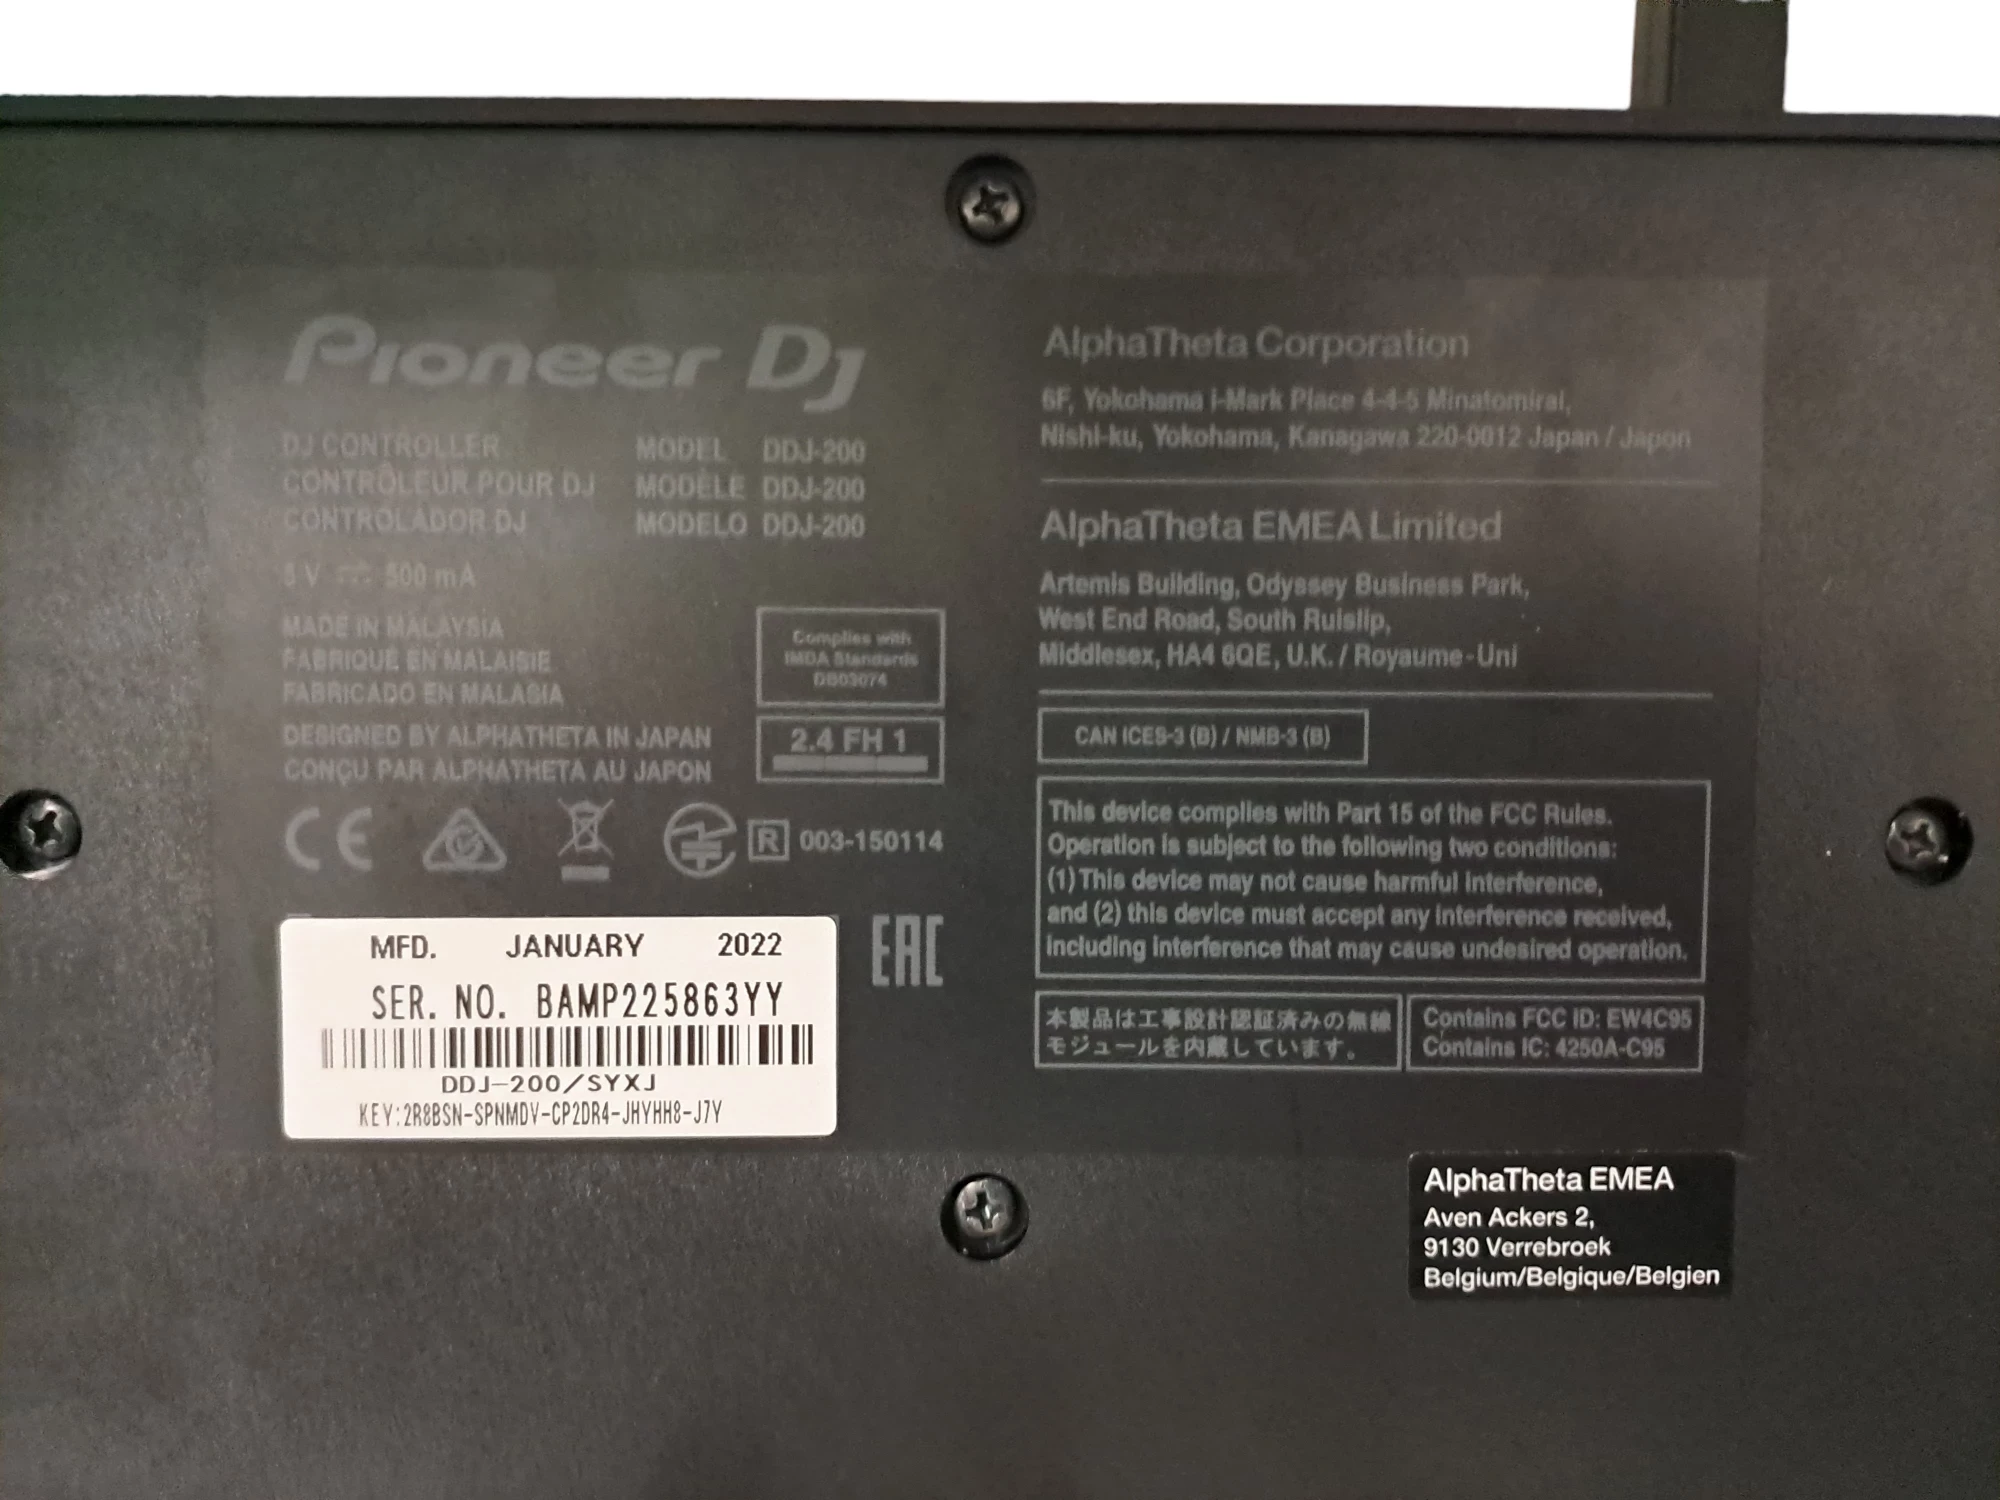 Pioneer DJ
DJ CONTROLLER MODEL DDJ-200
CONTRÔLEUR POUR DJ MODÈLE DDJ-200
CONTROLADOR DJ MODELO DDJ-200
5 V 500 mA
MADE IN MALAYSIA
FABRIQUÉ EN MALAISIE
FABRICADO EN MALASIA
DESIGNED BY ALPHATHETA IN JAPAN
CONÇU PAR ALPHATHETA AU JAPON
Complies with
IMDA Standards
DB03074
2.4 FH 1
CE
R 003-150114
MFD. JANUARY 2022
SER. NO. BAMP225863YY
DDJ-200/SYXJ
KEY:2R8BSN-SPNMDV-CP2DR4-JHYHH8-J7Y
EAC
AlphaTheta Corporation
6F, Yokohama i-Mark Place 4-4-5 Minatomirai,
Nishi-ku, Yokohama, Kanagawa 220-0012 Japan / Japon
AlphaTheta EMEA Limited
Artemis Building, Odyssey Business Park,
West End Road, South Ruislip,
Middlesex, HA4 6QE, U.K. / Royaume-Uni
CAN ICES-3 (B) / NMB-3 (B)
This device complies with Part 15 of the FCC Rules.
Operation is subject to the following two conditions:
(1) This device may not cause harmful interference,
and (2) this device must accept any interference received,
including interference that may cause undesired operation.
本製品は工事設計認証済みの無線
モジュールを内蔵しています。
Contains FCC ID: EW4C95
Contains IC: 4250A-C95
AlphaTheta EMEA
Aven Ackers 2,
9130 Verrebroek
Belgium/Belgique/Belgien